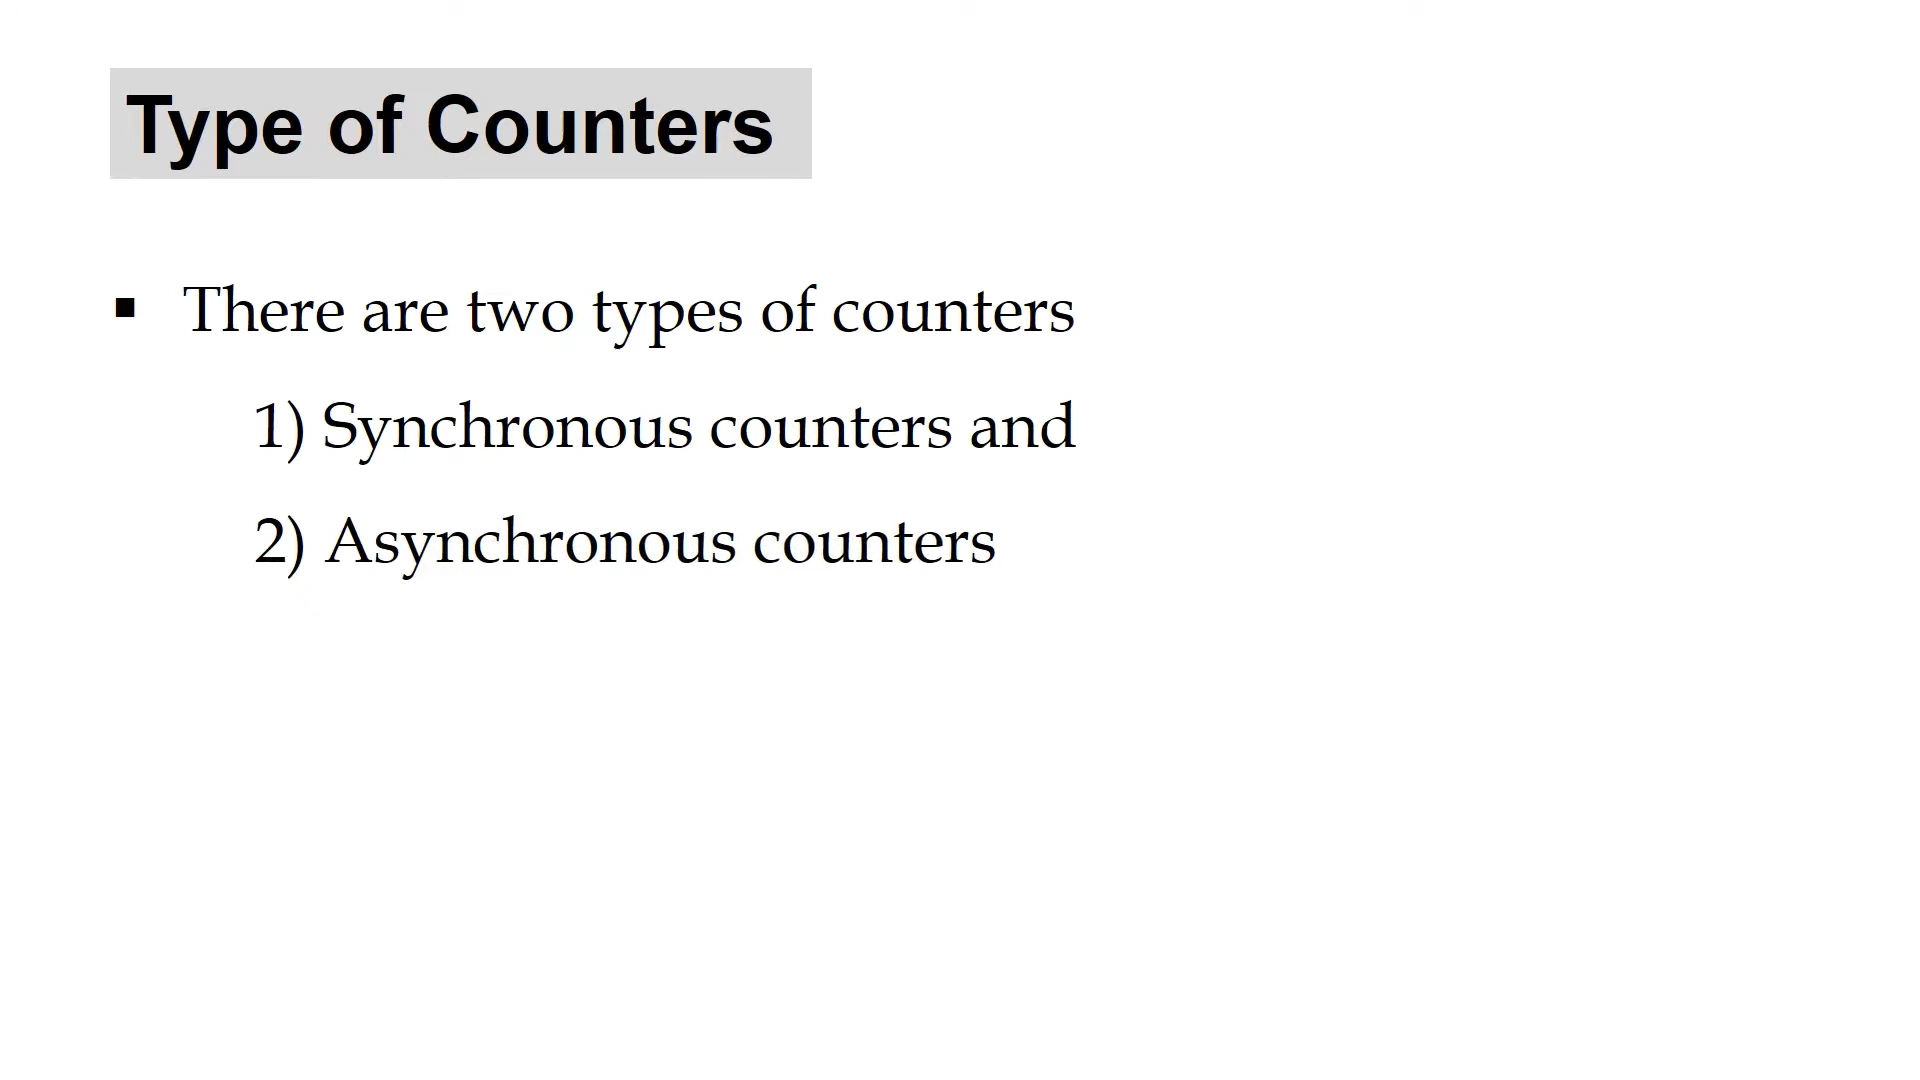 Type of Counters
▪ There are two types of counters
1) Synchronous counters and
2) Asynchronous counters